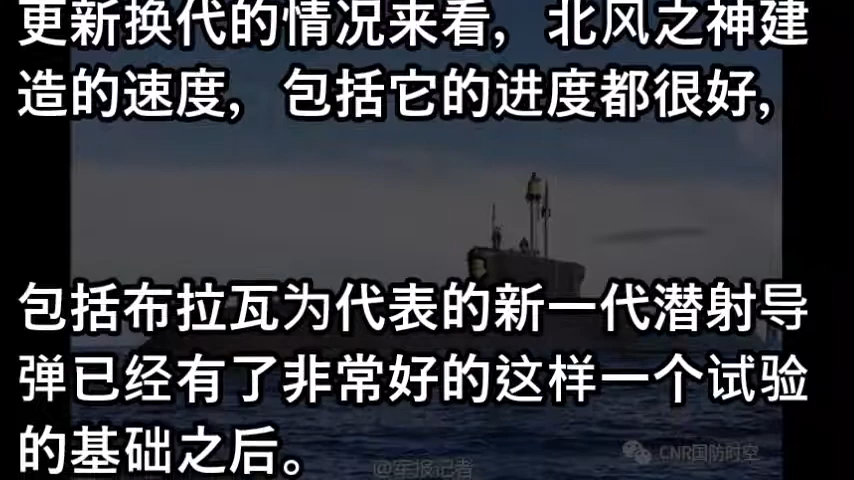 更新换代的情况来看，北风之神建
造的速度，包括它的进度都很好，
包括布拉瓦为代表的新一代潜射导
弹已经有了非常好的这样一个试验
的基础之后。
CNR国防时空
@军报记者